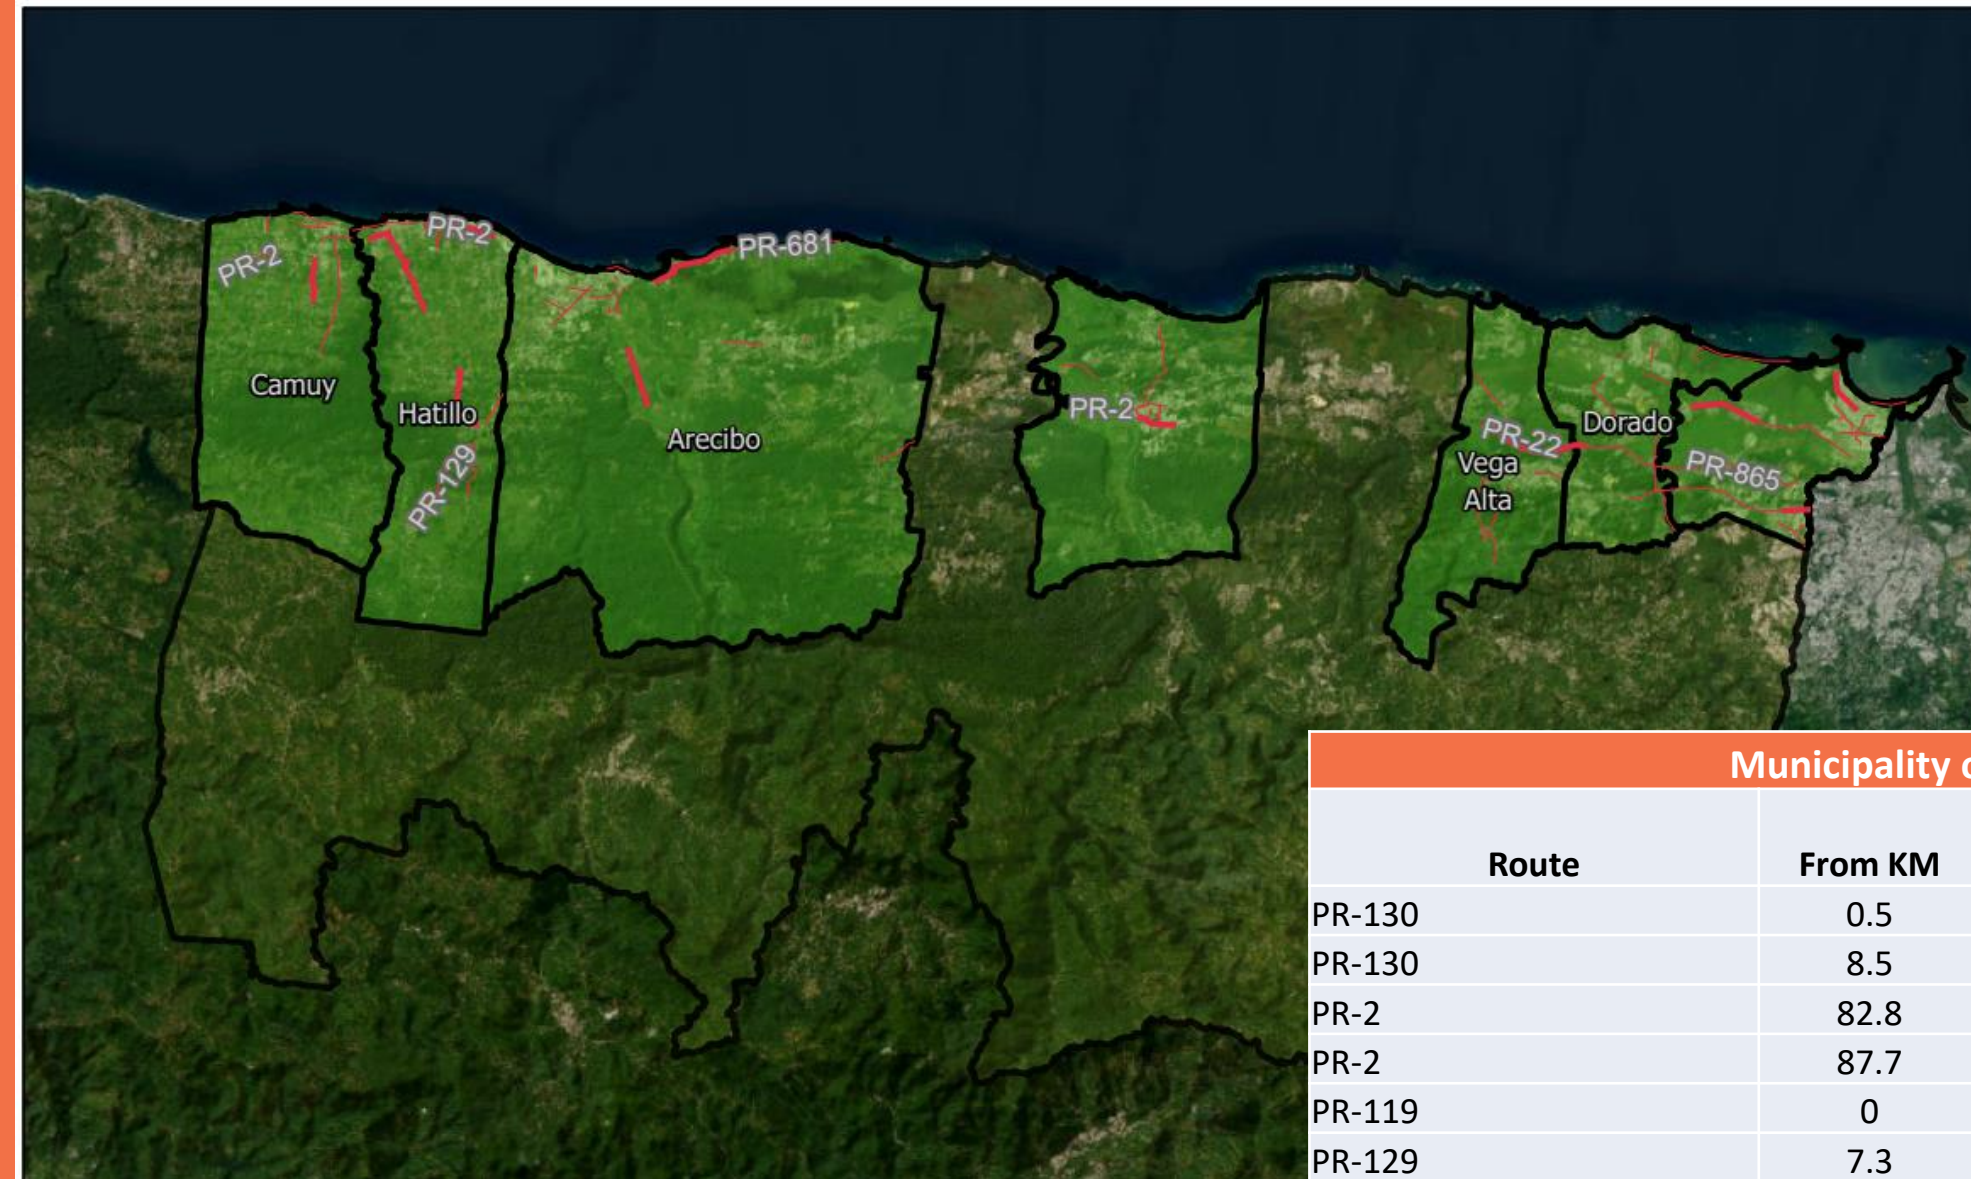 PR-2
PR-2
PR-681
Camuy
Hatillo
PR-129
Arecibo
PR-2
PR-22
Dorado
Vega
Alta
PR-865
Municipality
Route From KM
PR-130 0.5
PR-130 8.5
PR-2 82.8
PR-2 87.7
PR-119 0
PR-129 7.3